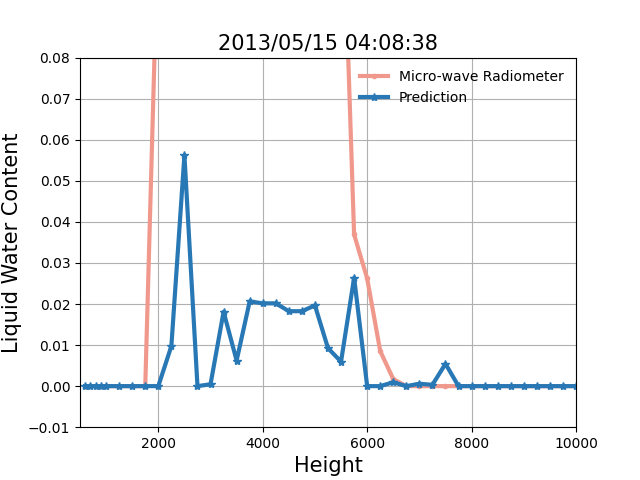 2013/05/15 04:08:38
Micro-wave Radiometer
Prediction
Liquid Water Content
0.08
0.07
0.06
0.05
0.04
0.03
0.02
0.01
0.00
−0.01
2000 4000 6000 8000 10000
Height